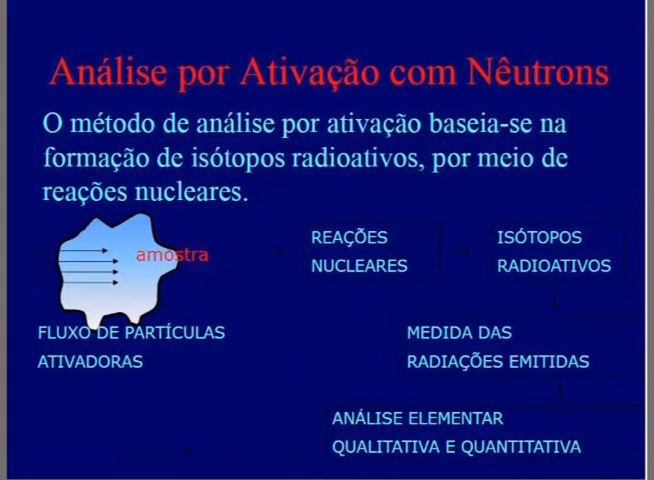 Análise por Ativação com Nêutrons
O método de análise por ativação baseia-se na
formação de isótopos radioativos, por meio de
reações nucleares.
amostra
REAÇÕES
NUCLEARES
ISÓTOPOS
RADIOATIVOS
FLUXO DE PARTÍCULAS
ATIVADORAS
MEDIDA DAS
RADIAÇÕES EMITIDAS
ANÁLISE ELEMENTAR
QUALITATIVA E QUANTITATIVA